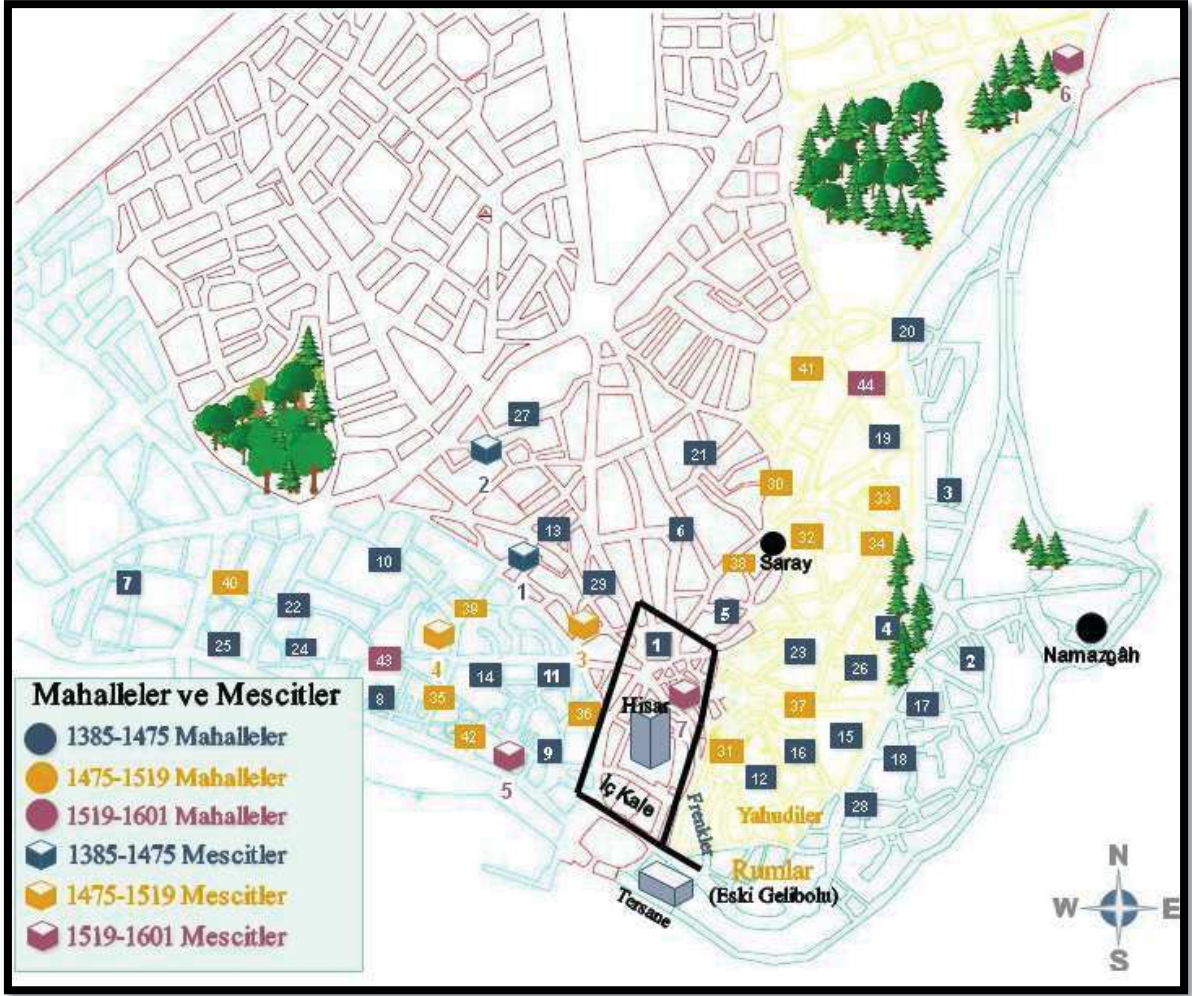 6
20
41
44
27
19
21
2
30
3
33
13
6
32
34
38
Saray
10
1
29
7
40
22
39
5
3
4
1
2
Namazgâh
25
24
4
23
43
26
14
11
8
35
36
Hisar
7
37
17
42
15
9
31
16
18
5
12
İç Kale
28
Frenkler
Yahudiler
Rumlar
(Eski Gelibolu)
Tersane
Mahalleler ve Mescitler
1385-1475 Mahalleler
1475-1519 Mahalleler
1519-1601 Mahalleler
1385-1475 Mescitler
1475-1519 Mescitler
1519-1601 Mescitler
N
W
E
S